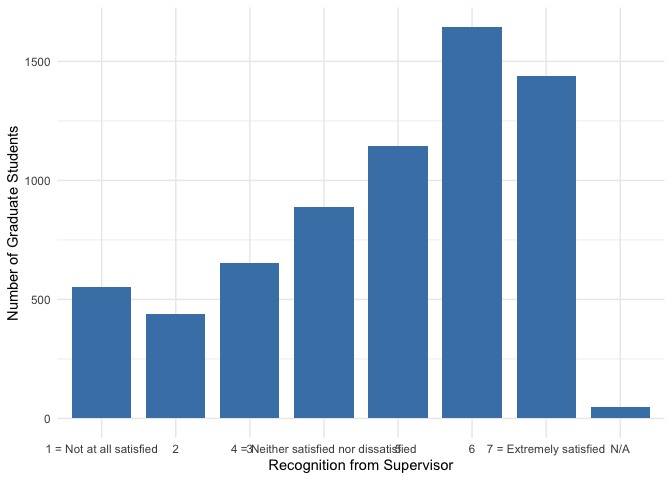 1500
1000
500
0
Number of Graduate Students
1 = Not at all satisfied
2
3
4 = Neither satisfied nor dissatisfied
5
6
7 = Extremely satisfied
N/A
Recognition from Supervisor